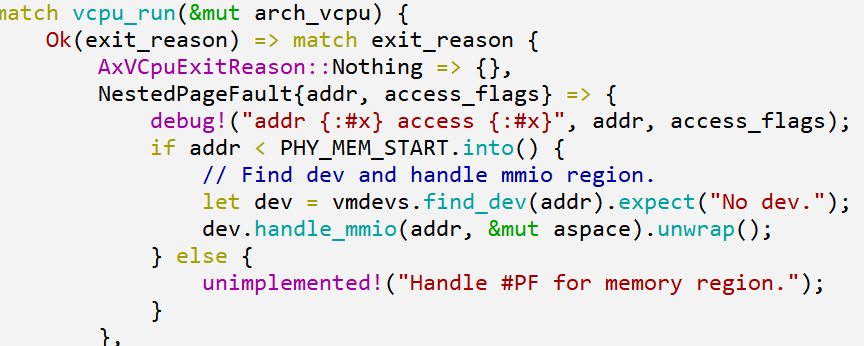 match vcpu_run(&mut arch_vcpu) {
Ok(exit_reason) => match exit_reason {
AxVCpuExitReason::Nothing => {},
NestedPageFault{addr, access_flags} => {
debug!("addr {:#x} access {:#x}", addr, access_flags);
if addr < PHY_MEM_START.into() {
// Find dev and handle mmio region.
let dev = vmdevs.find_dev(addr).expect("No dev.");
dev.handle_mmio(addr, &mut aspace).unwrap();
} else {
unimplemented!("Handle #PF for memory region.");
}
},